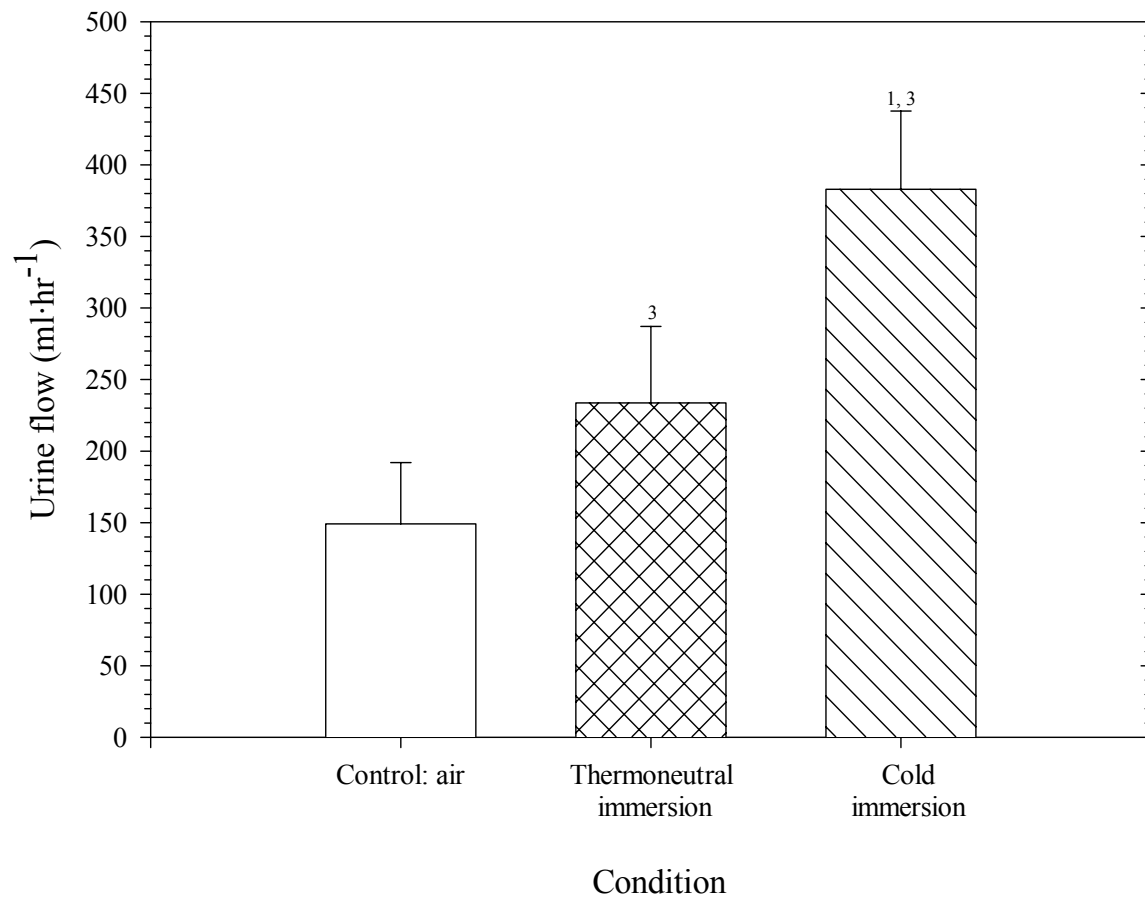 500
450
400
350
300
250
200
150
100
50
0
Urine flow (ml·hr⁻¹)
3
1, 3
Control: air
Thermoneutral
immersion
Cold
immersion
Condition